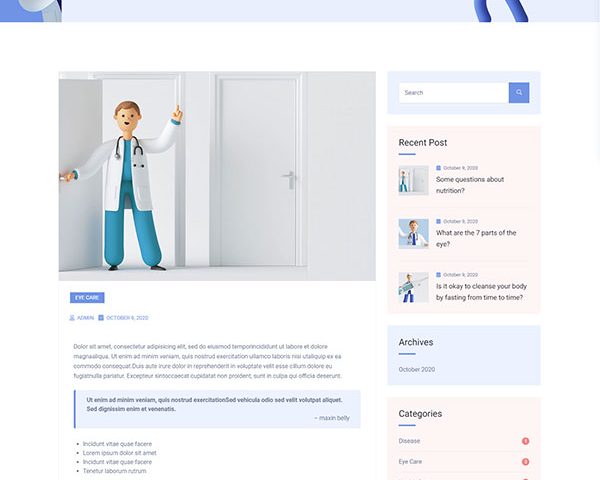 EYE CARE
ADMIN OCTOBER 6, 2020
Dolor sit amet, consectetur adipisicing elit, sed do eiusmod temporincididunt ut labore et dolore
magnaaliqua. Ut enim ad minim veniam, quis nostrud exercitation ullamco laboris nisi utaliquip ex ea
commodo consequat.Duis aute irure dolor in reprehenderit in voluptate velit esse cillum dolore eu
fugiatnulla pariatur. Excepteur sintoccaecat cupidatat non proident, sunt in culpa qui officia deserunt.
Ut enim ad minim veniam, quis nostrud exercitationSed vehicula odio sed velit volutpat aliquet.
Sed dignissim enim et venenatis.
– maxin belly
Incidunt vitae quae facere
Lorem ipsum dolor sit amet
Incidunt vitae quae facere
Tenetur laborum rutrum
Search
Recent Post
October 9, 2020
Some questions about
nutrition?
October 9, 2020
What are the 7 parts of the
eye?
October 9, 2020
Is it okay to cleanse your body
by fasting from time to time?
Archives
October 2020
Categories
Disease
Eye Care